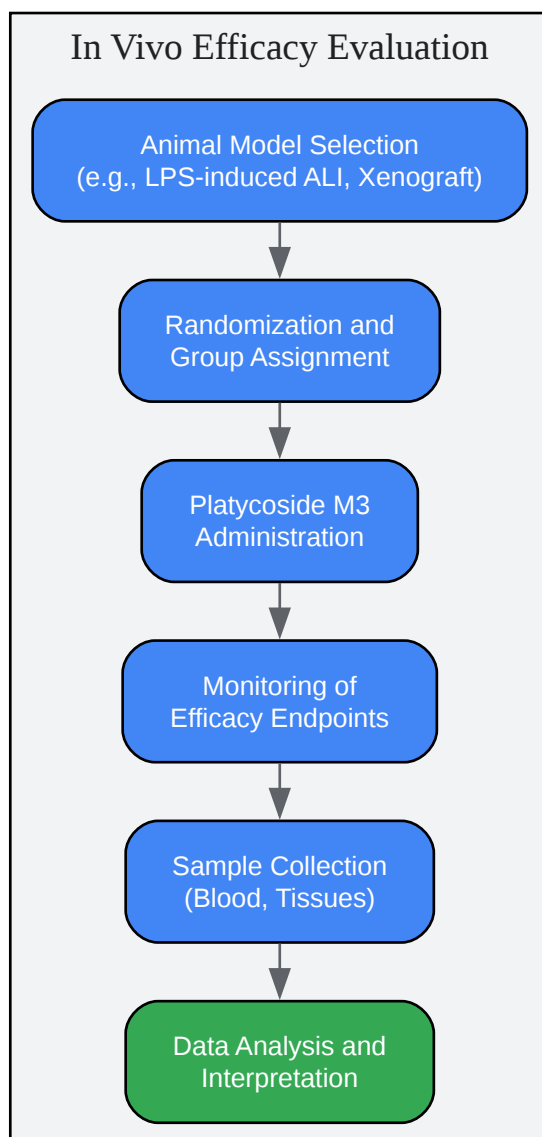 In Vivo Efficacy Evaluation
Animal Model Selection
(e.g., LPS-induced ALI, Xenograft)
Randomization and
Group Assignment
Platycoside M3
Administration
Monitoring of
Efficacy Endpoints
Sample Collection
(Blood, Tissues)
Data Analysis and
Interpretation